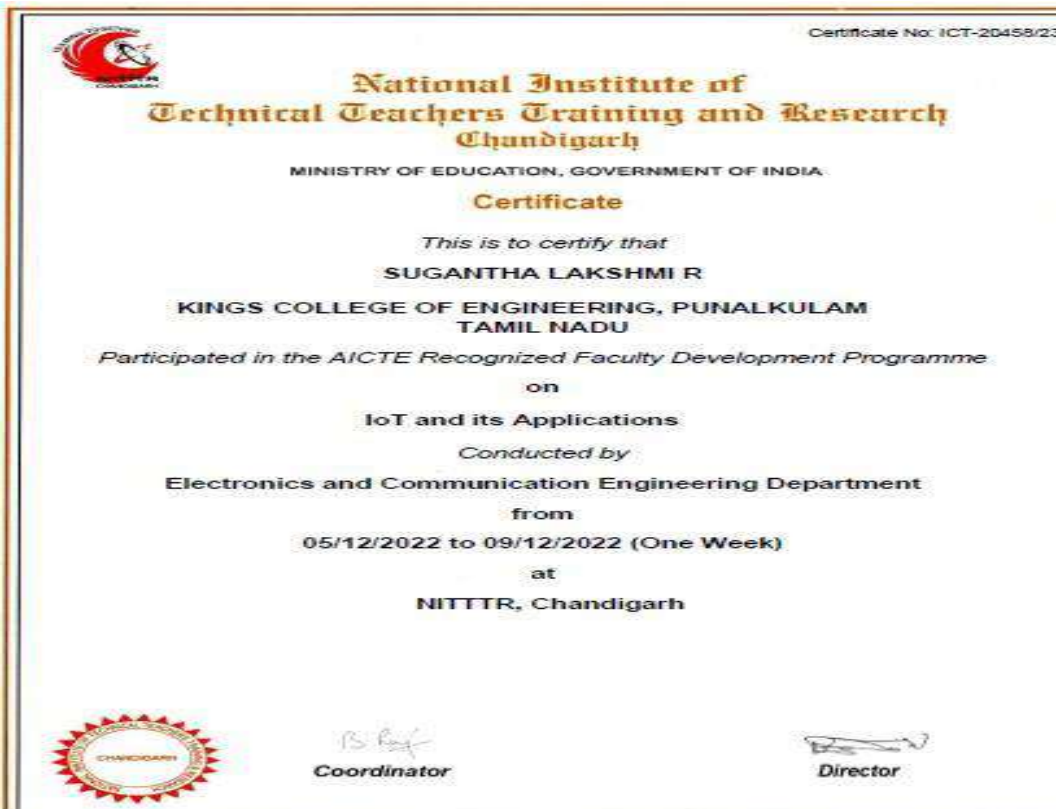 Certificate No: ICT-20458/23
National Institute of
Technical Teachers Training and Research
Chandigarh
MINISTRY OF EDUCATION, GOVERNMENT OF INDIA
Certificate
This is to certify that
SUGANTHA LAKSHMI R
KINGS COLLEGE OF ENGINEERING, PUNALKULAM
TAMIL NADU
Participated in the AICTE Recognized Faculty Development Programme
on
IoT and its Applications
Conducted by
Electronics and Communication Engineering Department
from
05/12/2022 to 09/12/2022 (One Week)
at
NITTTR, Chandigarh
CHANDIGARH
Coordinator
Director